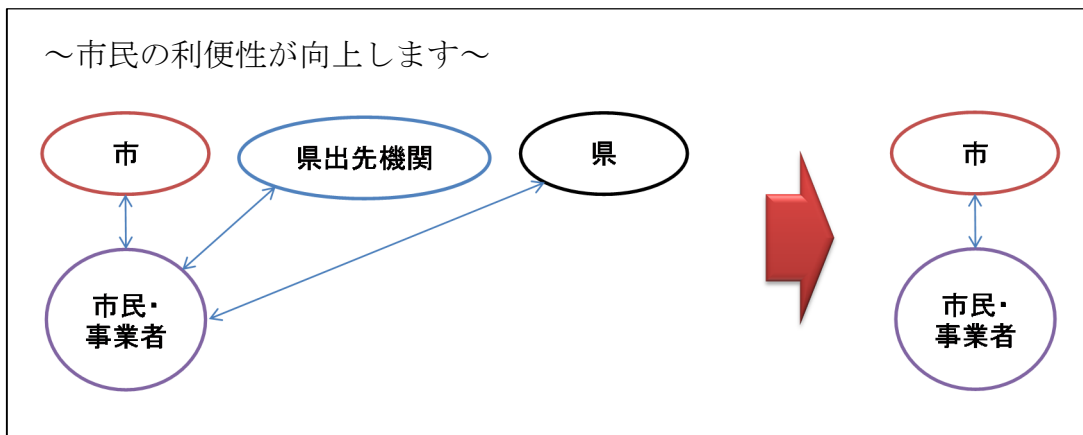 ～市民の利便性が向上します～
市
県出先機関
県
市民・
事業者
市
市民・
事業者